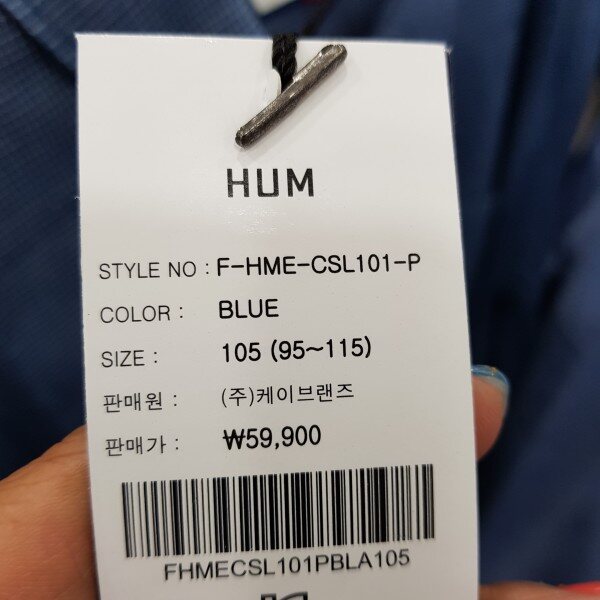 HUM
STYLE NO : F-HME-CSL101-P
COLOR : BLUE
SIZE : 105 (95~115)
판매원 : (주)케이브랜즈
판매가 : ₩59,900
FHMECSL101PBLA105